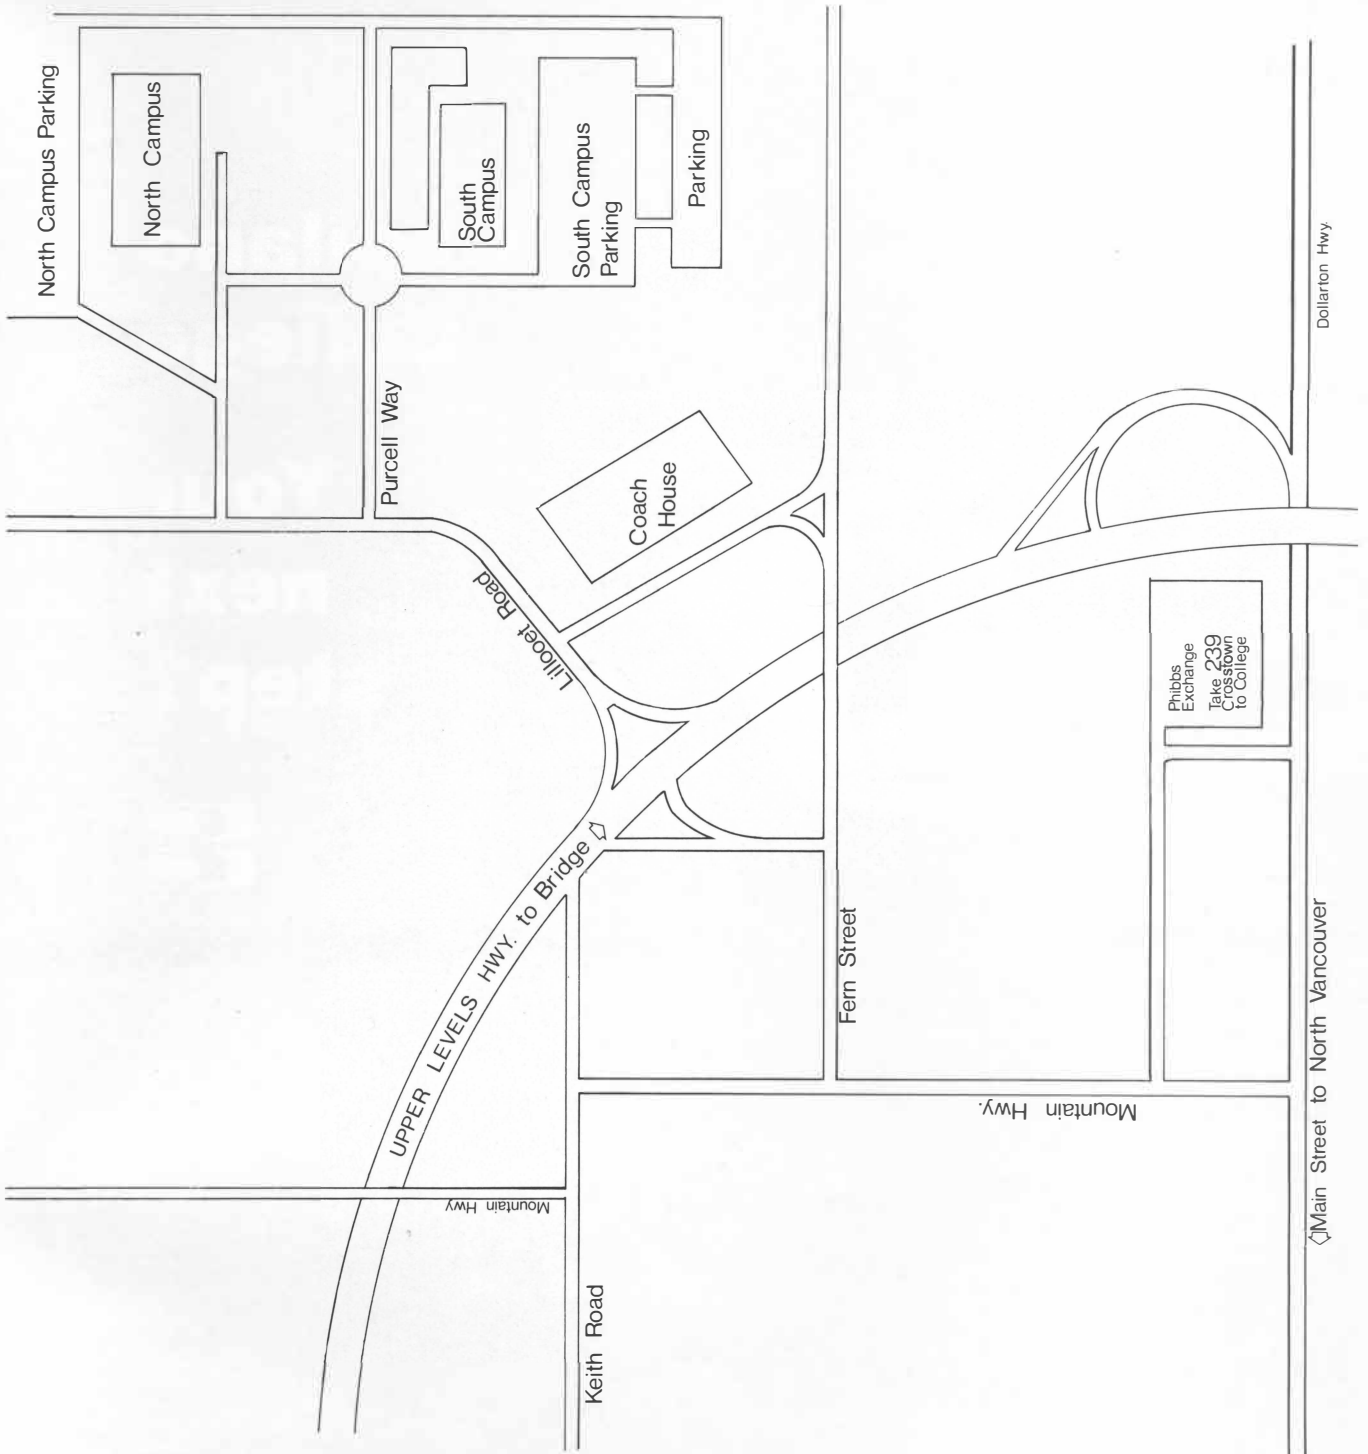 North Campus Parking
North Campus
South
Campus
South Campus
Parking
Parking
Purcell Way
Lillooet Road
Coach
House
UPPER LEVELS HWY. to Bridge
Fern Street
Keith Road
Mountain Hwy
Mountain Hwy.
Phibbs
Exchange
Take 239
Crosstown
to College
Dollarton Hwy.
Main Street to North Vancouver